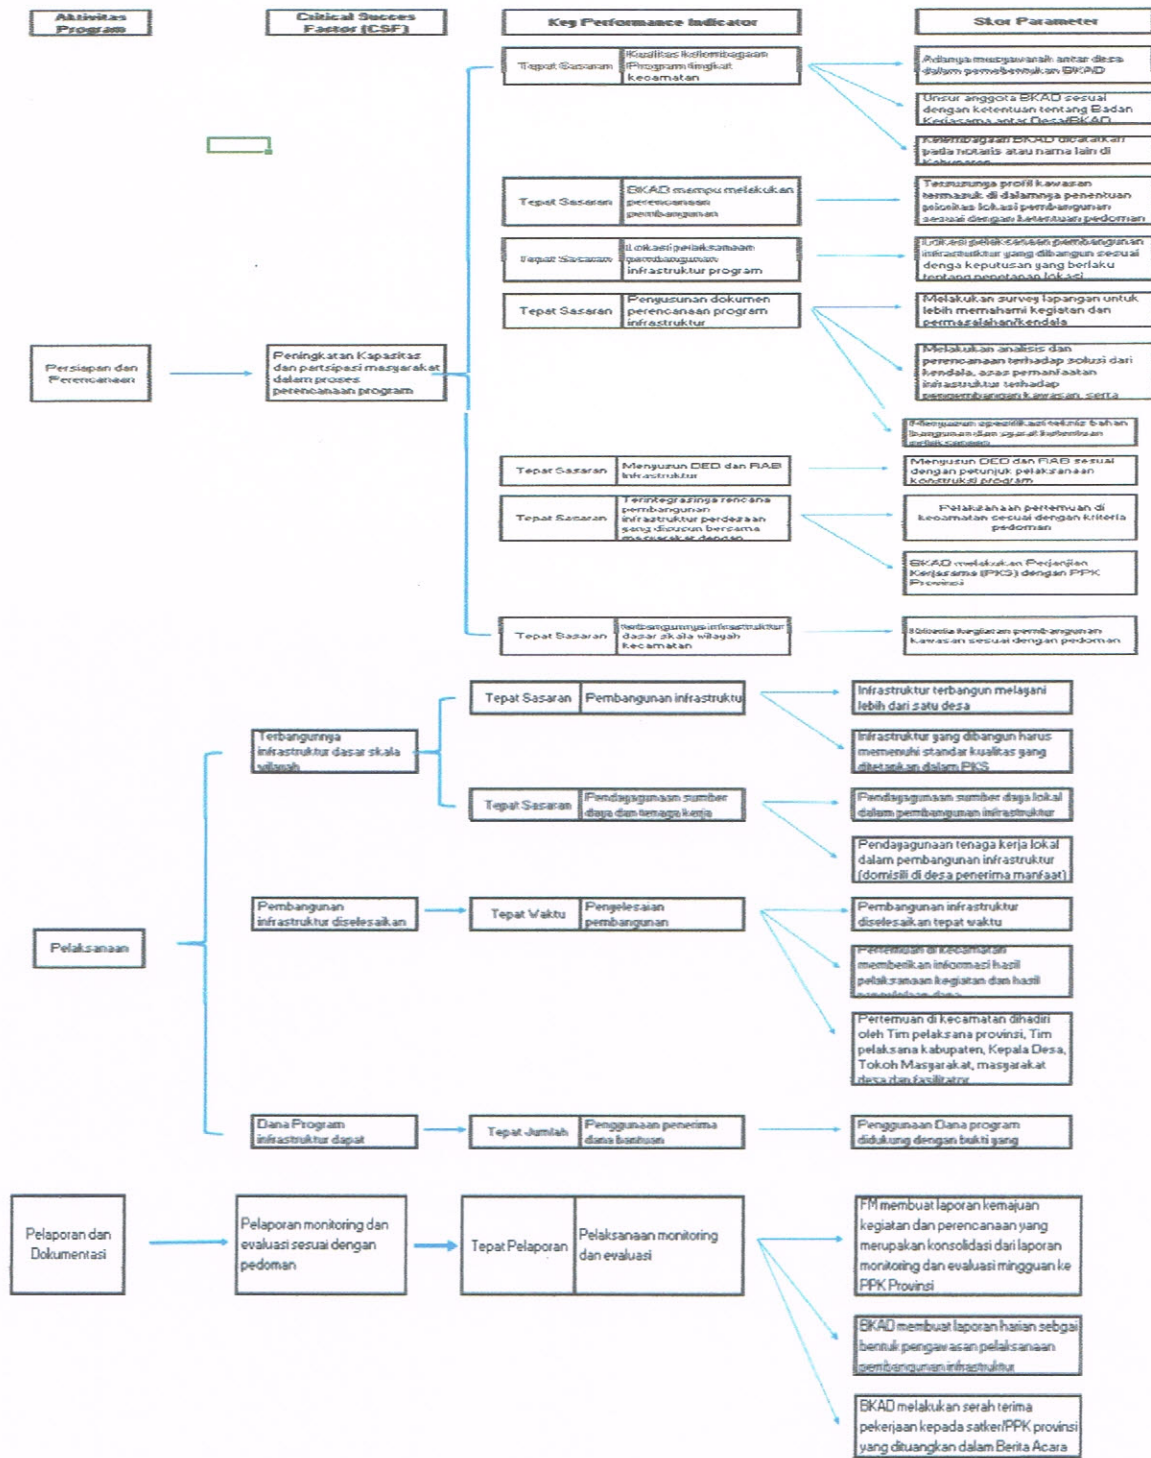 Aktivitas
Program
Critical Succes
Factor (CSF)
Key Performance Indicator
Skor Parameter
Tepat Sasaran
Kualitas kelembagaan
Program tingkat
kecamatan
Adanya musyawarah antar desa
dalam pemebentukan BKAD
Unsur anggota BKAD sesuai
dengan ketentuan tentang Badan
Kerjasama antar Desa/BKAD
Kelembagaan BKAD dicatatkan
pada notaris atau nama lain di
Kabupaten
Tepat Sasaran
BKAD mampu melakukan
perencanaan
pembangunan
Tersusunya profil kawasan
termasuk di dalamnya penentuan
prioritas lokasi pembangunan
sesuai dengan ketentuan pedoman
Tepat Sasaran
Lokasi pelaksanaan
pembangunan
infrastruktur program
Lokasi pelaksanaan pembangunan
infrastruktur yang dibangun sesuai
denga keputusan yang berlaku
tentang penetapan lokasi
Tepat Sasaran
Penyusunan dokumen
perencanaan program
infrastruktur
Melakukan survey lapangan untuk
lebih memahami kegiatan dan
permasalahan/kendala
Persiapan dan
Perencanaan
Peningkatan Kapasitas
dan partsipasi masyarakat
dalam proses
perencanaan program
Melakukan analisis dan
perencanaan terhadap solusi dari
kendala, asas pemanfaatan
infrastruktur terhadap
pengembangan kawasan, serta
Menyusun spesifikasi teknis bahan
bangunan dan syarat ketentuan
pelaksanaan
Tepat Sasaran
Menyusun DED dan RAB
Infrastruktur
Menyusun DED dan RAB sesuai
dengan petunjuk pelaksanaan
konstruksi program
Tepat Sasaran
Terintegrasinya rencana
pembangunan
infrastruktur perdesaan
yang disusun bersama
masyarakat dengan
Pelaksanaan pertemuan di
kecamatan sesuai dengan kriteria
pedoman
BKAD melakukan Perjanjian
Kerjasama (PKS) dengan PPK
Provinsi
Tepat Sasaran
terbangunnya infrastruktur
dasar skala wilayah
kecamatan
Kriteria kegiatan pembangunan
kawasan sesuai dengan pedoman
Tepat Sasaran
Pembangunan infrastruktu
Infrastruktur terbangun melayani
lebih dari satu desa
Terbangunnya
infrastruktur dasar skala
wilayah
Infrastruktur yang dibangun harus
memenuhi standar kualitas yang
ditetapkan dalam PKS
Tepat Sasaran
Pendayagunaan sumber
daya dan tenaga kerja
Pendayagunaan sumber daya lokal
dalam pembangunan infrastruktur
Pendayagunaan tenaga kerja lokal
dalam pembangunan infrastruktur
(domisili di desa penerima manfaat)
Pelaksanaan
Pembangunan
infrastruktur diselesaikan
Tepat Waktu
Penyelesaian
pembangunan
Pembangunan infrastruktur
diselesaikan tepat waktu
Pertemuan di kecamatan
memberikan informasi hasil
pelaksanaan kegiatan dan hasil
pengelolaan dana
Pertemuan di kecamatan dihadiri
oleh Tim pelaksana provinsi, Tim
pelaksana kabupaten, Kepala Desa,
Tokoh Masyarakat, masyarakat
desa dan fasilitator
Dana Program
infrastruktur dapat
Tepat Jumlah
Penggunaan penerima
dana bantuan
Penggunaan Dana program
didukung dengan bukti yang
Pelaporan dan
Dokumentasi
Pelaporan monitoring dan
evaluasi sesuai dengan
pedoman
Tepat Pelaporan
Pelaksanaan monitoring
dan evaluasi
FM membuat laporan kemajuan
kegiatan dan perencanaan yang
merupakan konsolidasi dari laporan
monitoring dan evaluasi mingguan ke
PPK Provinsi
BKAD membuat laporan harian sebgai
bentuk pengawasan pelaksanaan
pembangunan infrastruktur
BKAD melakukan serah terima
pekerjaan kepada satker/PPK provinsi
yang dituangkan dalam Berita Acara